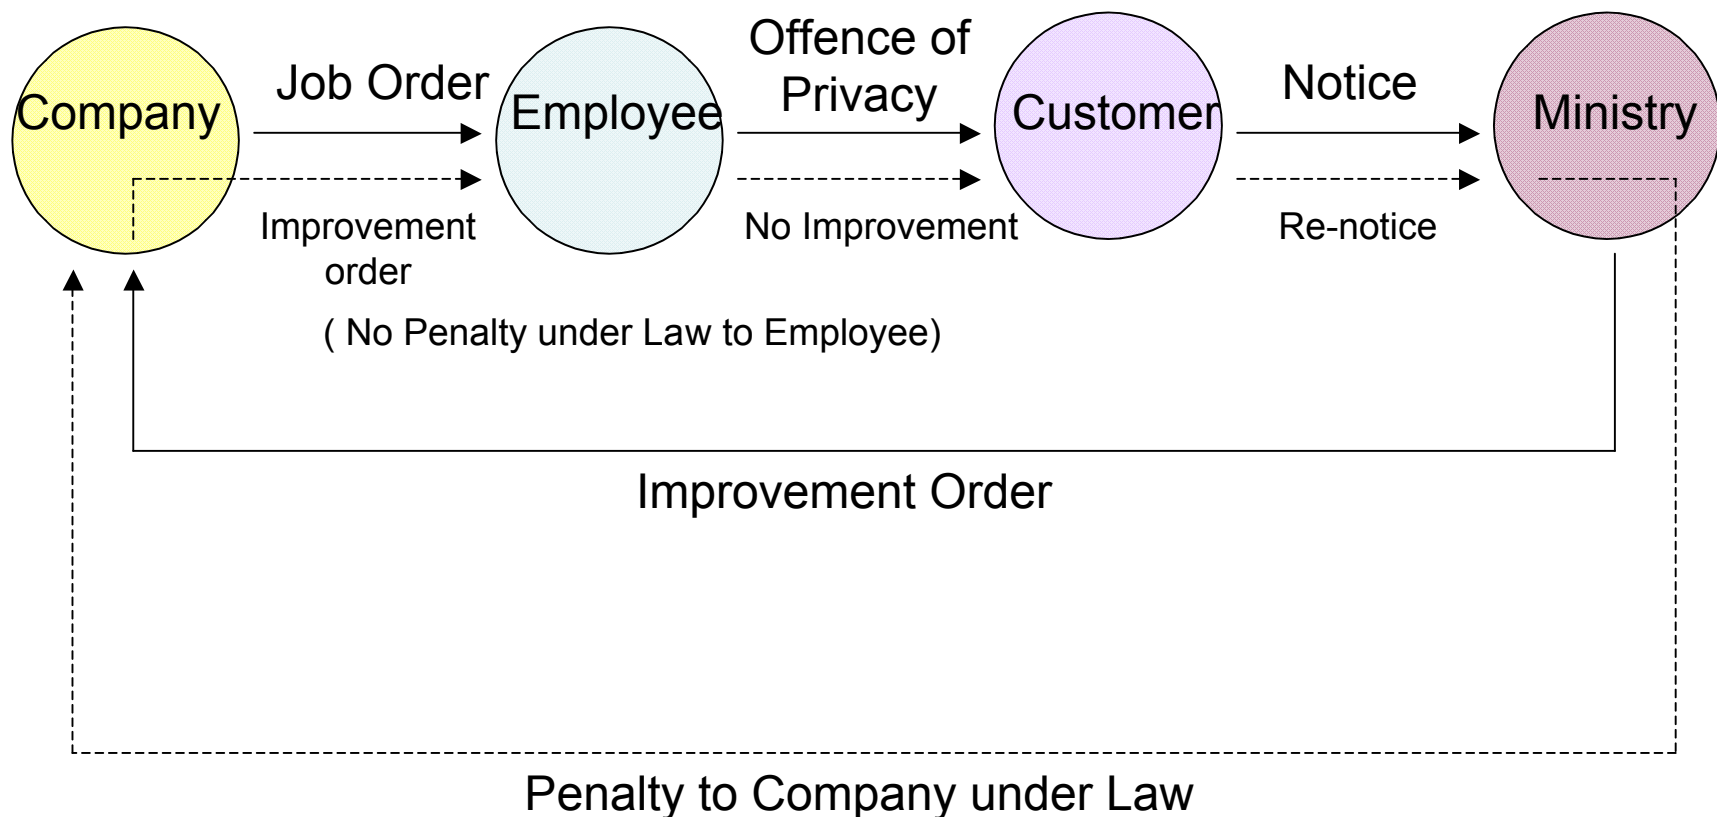 Company
Job Order
Employee
Offence of
Privacy
Customer
Notice
Ministry
Improvement
order
No Improvement
Re-notice
( No Penalty under Law to Employee)
Improvement Order
Penalty to Company under Law